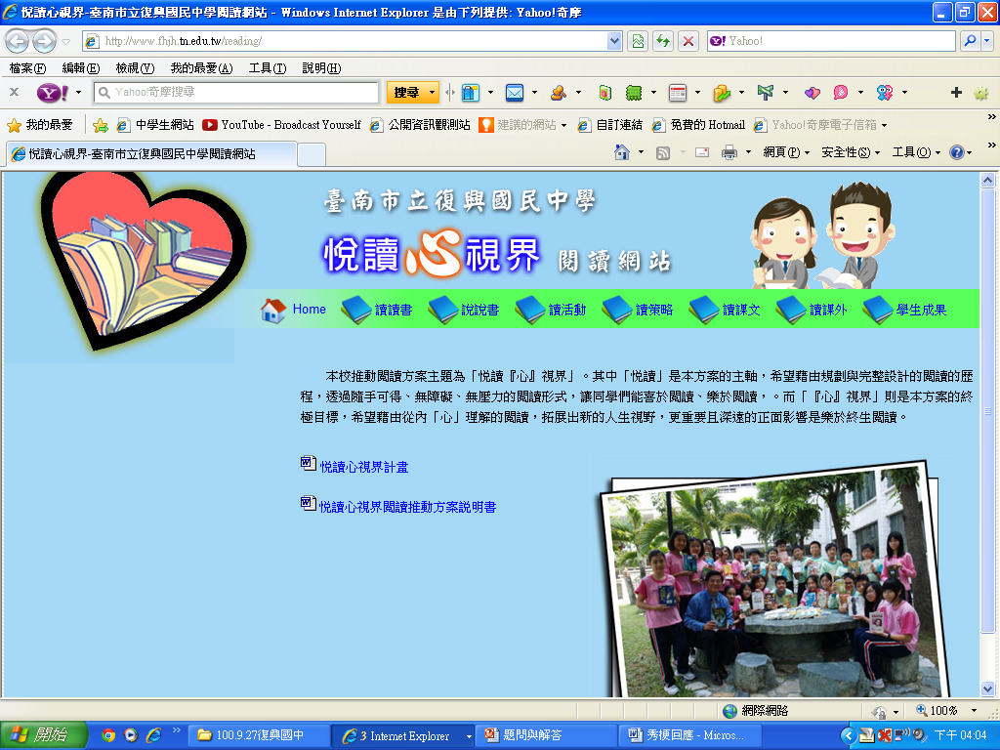 悅讀心視界-臺南市立復興國民中學閱讀網站 - Windows Internet Explorer 是由下列提供: Yahoo!奇摩
http://www.fhjh.tn.edu.tw/reading/
Yahoo!
檔案(F) 編輯(E) 檢視(V) 我的最愛(A) 工具(T) 說明(H)
Y! Yahoo!奇摩搜尋 搜尋
我的最愛 中學生網站 YouTube - Broadcast Yourself 公開資訊觀測站 建議的網站 自訂連結 免費的 Hotmail Yahoo!奇摩電子信箱
悅讀心視界-臺南市立復興國民中學閱讀網站
網頁(P) 安全性(S) 工具(O)
臺南市立復興國民中學
悅讀心視界 閱讀網站
Home 讀讀書 說說書 讀活動 讀策略 讀課文 讀課外 學生成果
本校推動閱讀方案主題為「悦讀『心』視界」。其中「悦讀」是本方案的主軸，希望藉由規劃與完整設計的閱讀的歷
程，透過隨手可得、無障礙、無壓力的閱讀形式，讓同學們能喜於閱讀、樂於閱讀，。而「『心』視界」則是本方案的終
極目標，希望藉由從內「心」理解的閱讀，拓展出新的人生視野，更重要且深遠的正面影響是樂於終生閱讀。
悦讀心視界計畫
悦讀心視界閱讀推動方案説明書
網際網路 100%
開始 100.9.27復興國中 3 Internet Explorer 題問與解答 秀梗回應 - Micros... 下午 04:04